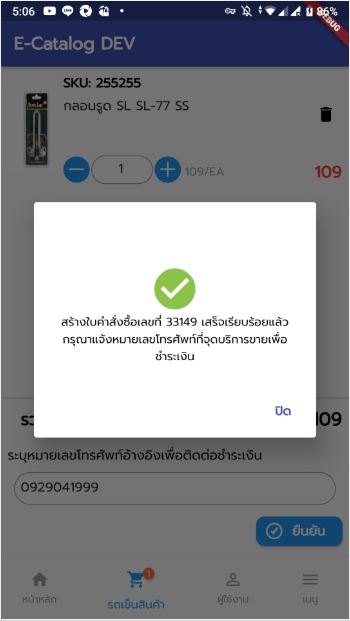 5:06
86%
E-Catalog DEV
SKU: 255255
กลอนรูด SL SL-77 SS
1
109/EA
109
สร้างใบคำสั่งซื้อเลขที่ 33149 เสร็จเรียบร้อยแล้ว
กรุณาแจ้งหมายเลขโทรศัพท์ที่จุดบริการขายเพื่อ
ชำระเงิน
ปิด
109
ระบุหมายเลขโทรศัพท์อ้างอิงเพื่อติดต่อชำระเงิน
0929041999
ยืนยัน
1
หน้าหลัก
รถเข็นสินค้า
ผู้ใช้งาน
เมนู